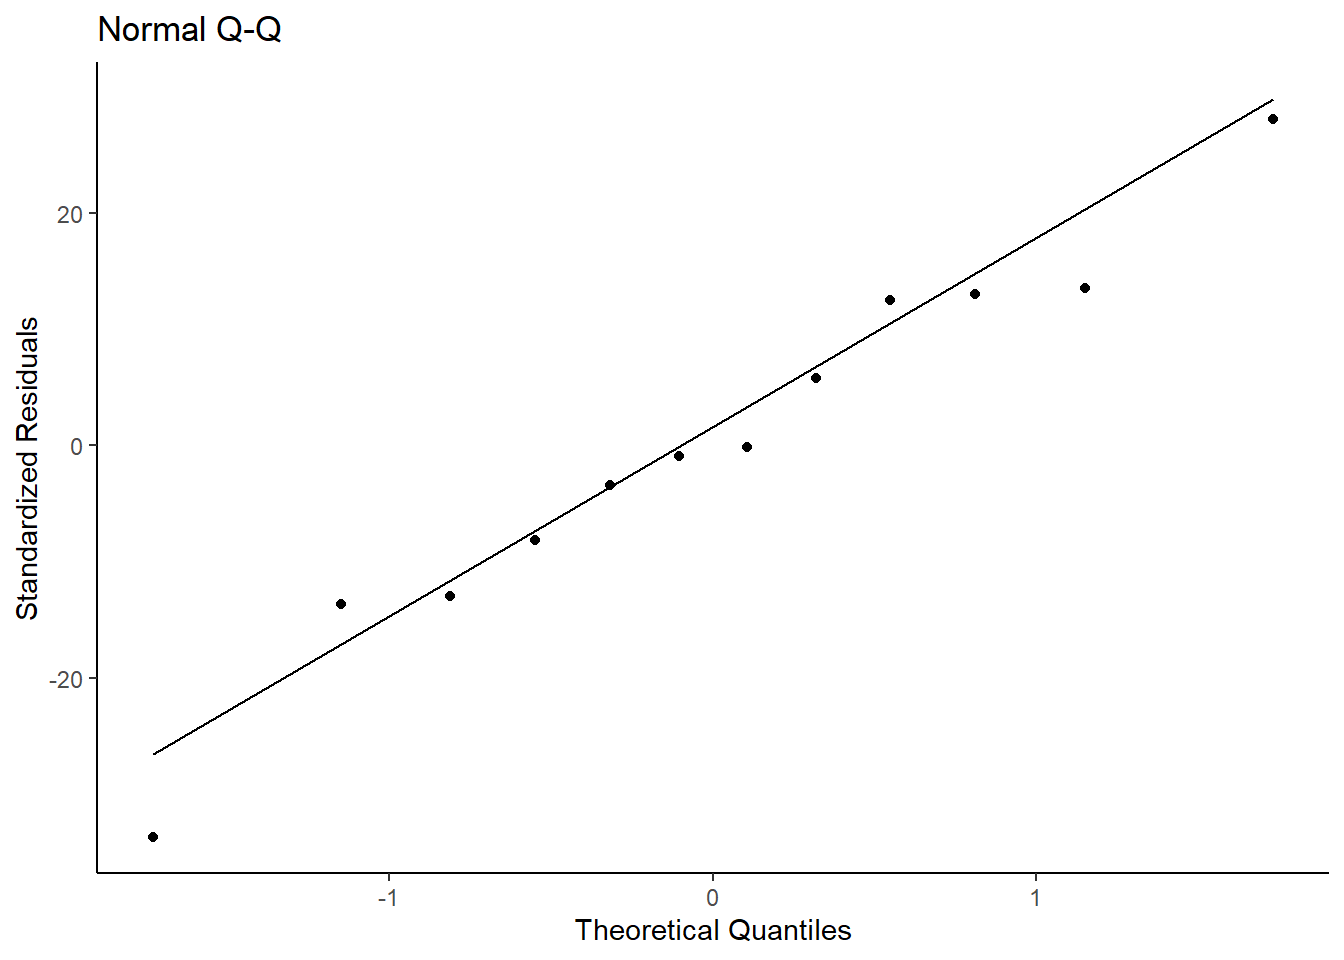 Normal Q-Q
20
0
-20
Standardized Residuals
-1
0
1
Theoretical Quantiles